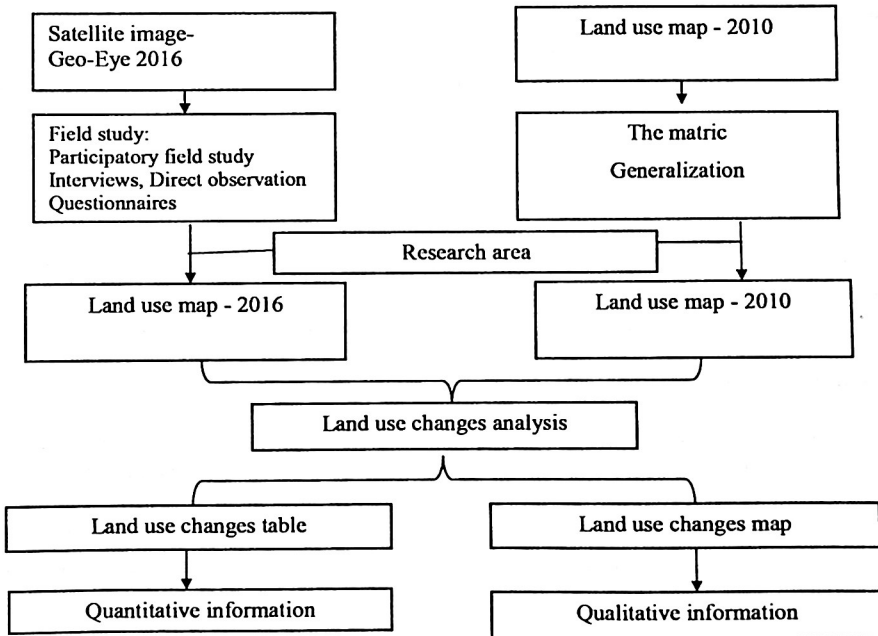 Satellite image-
Geo-Eye 2016
Land use map - 2010
Field study:
Participatory field study
Interviews, Direct observation
Questionnaires
The matric
Generalization
Research area
Land use map - 2016
Land use map - 2010
Land use changes analysis
Land use changes table
Land use changes map
Quantitative information
Qualitative information